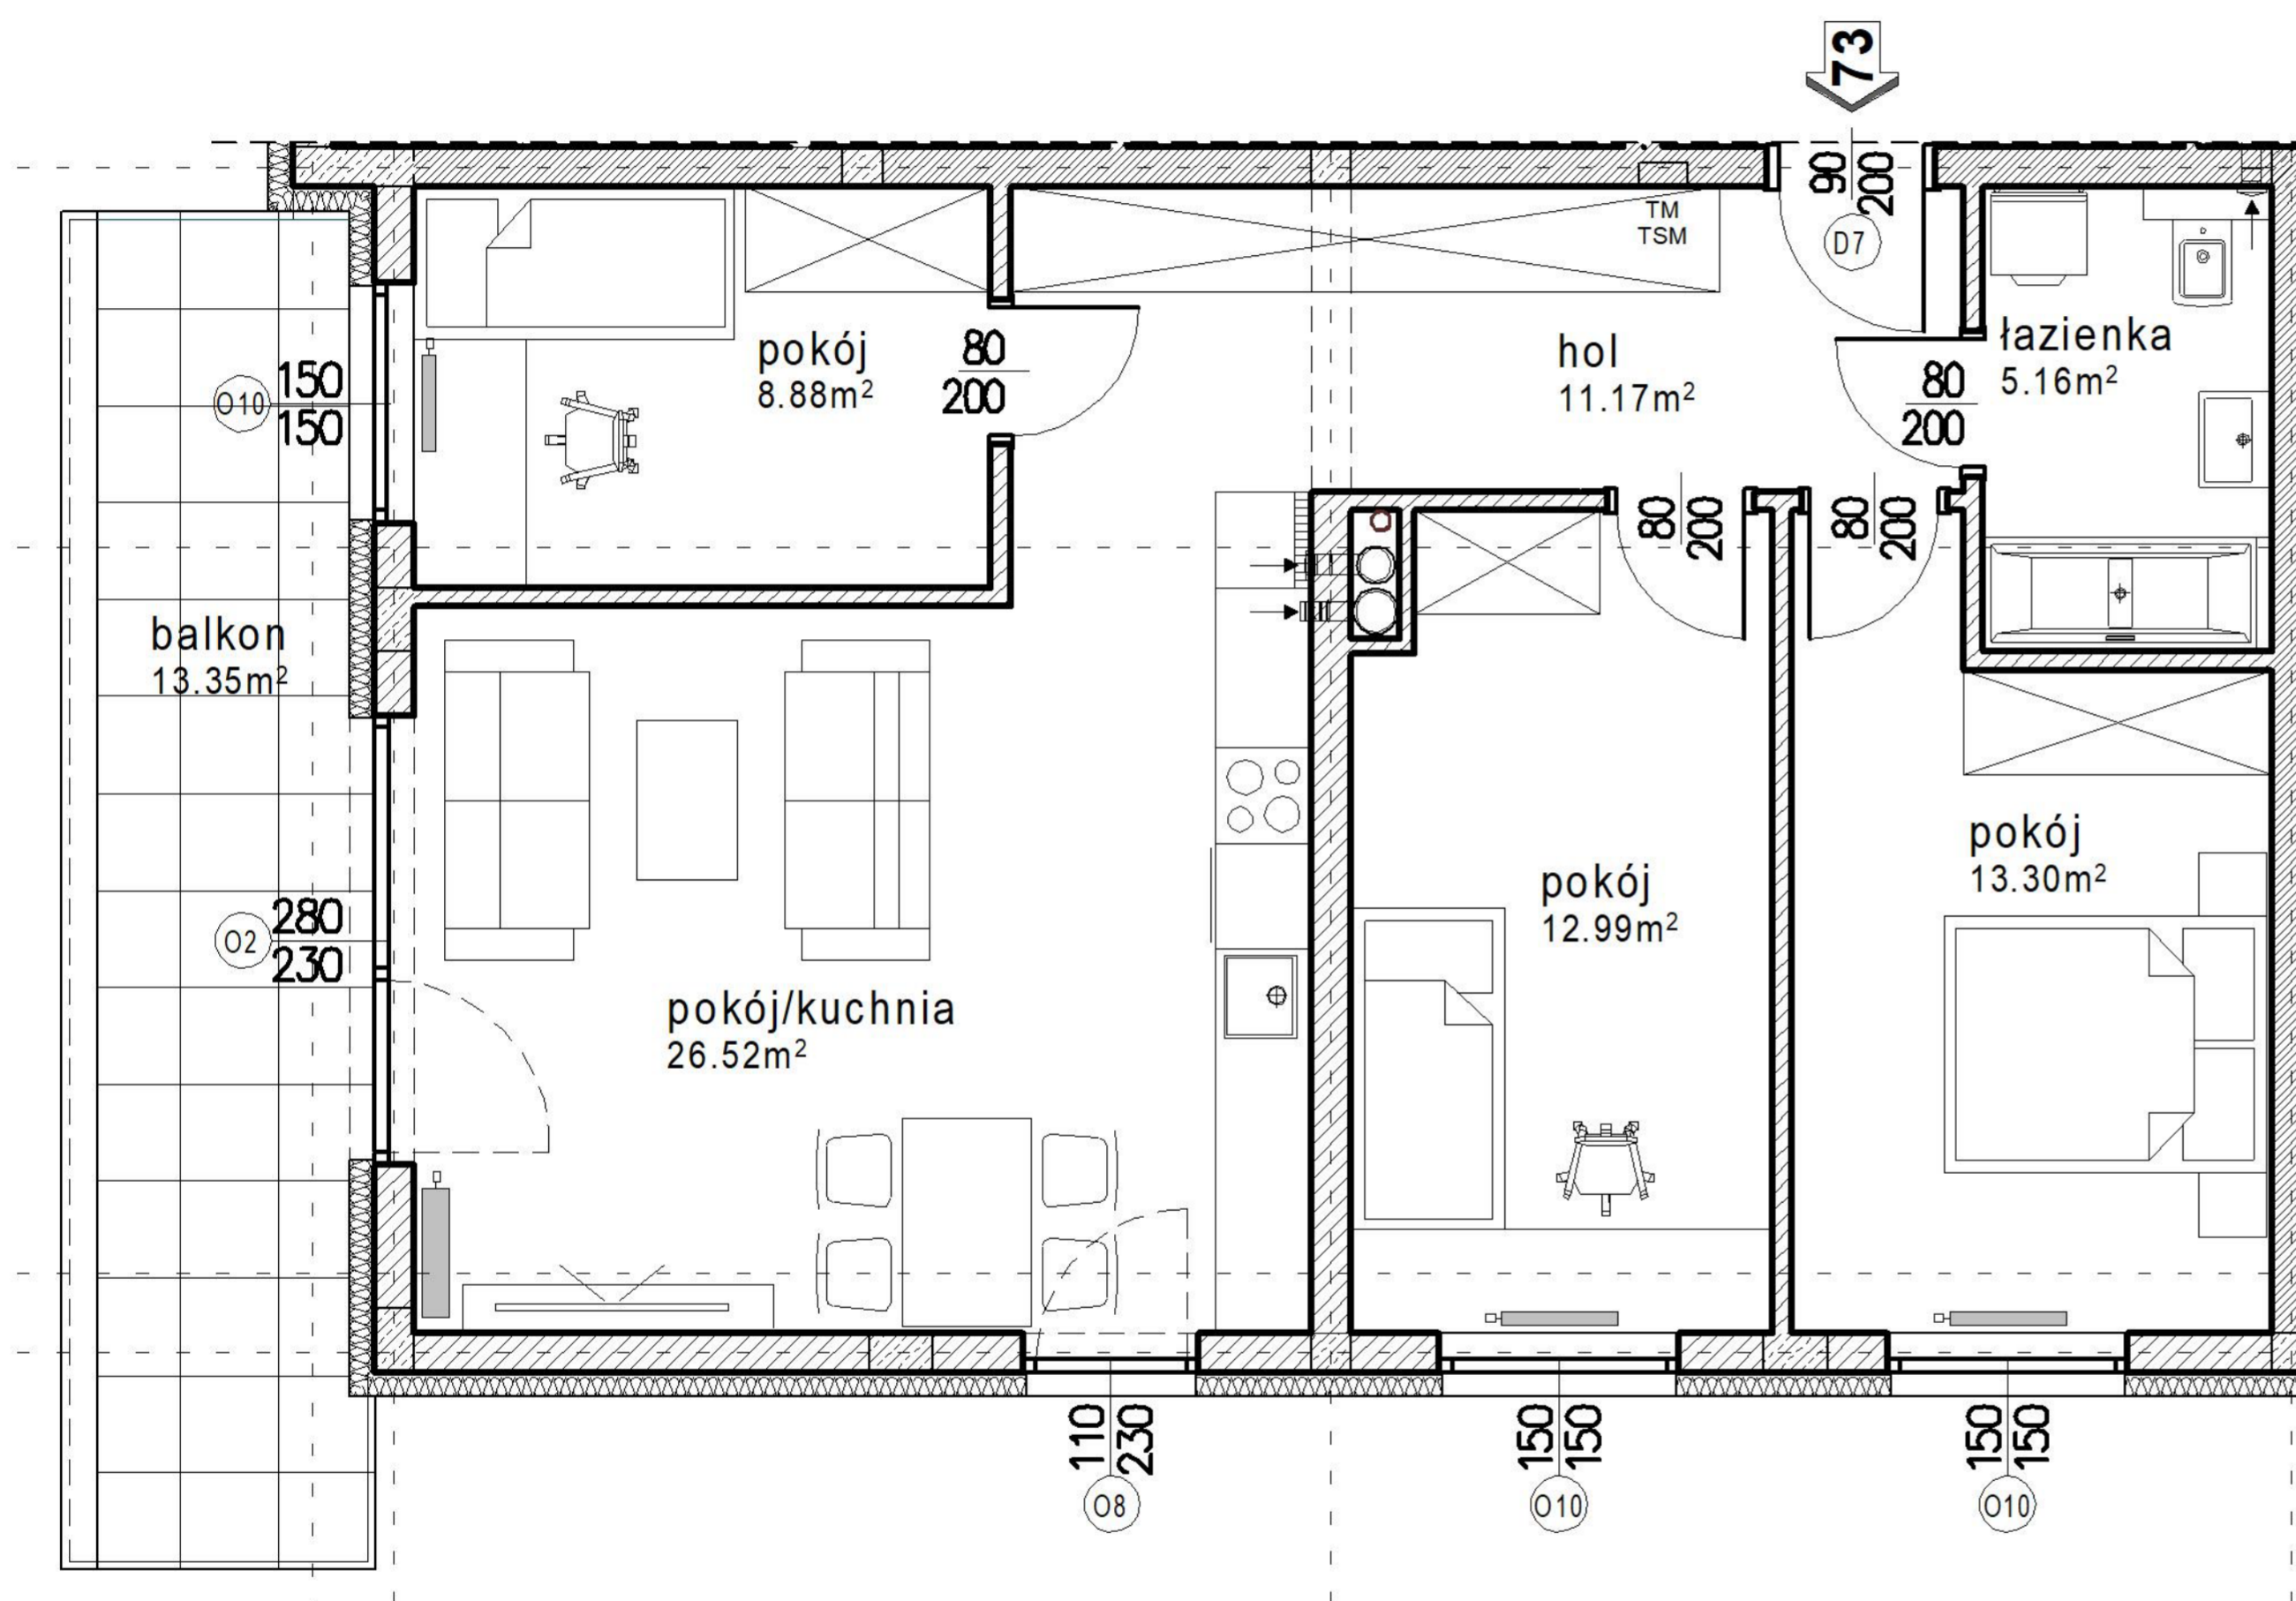 73
90
200
D7
TM
TSM
pokój
8.88m²
80
200
hol
11.17m²
łazienka
5.16m²
80
200
O10
150
150
80
200
80
200
balkon
13.35m²
pokój
13.30m²
pokój
12.99m²
O2
280
230
pokój/kuchnia
26.52m²
110
230
O8
150
150
O10
150
150
O10